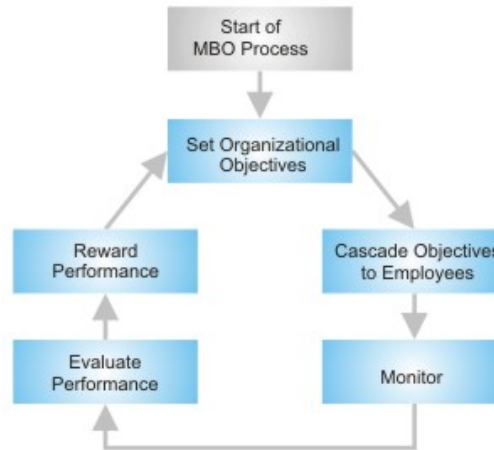 Start of
MBO Process
Set Organizational
Objectives
Cascade Objectives
to Employees
Monitor
Evaluate
Performance
Reward
Performance